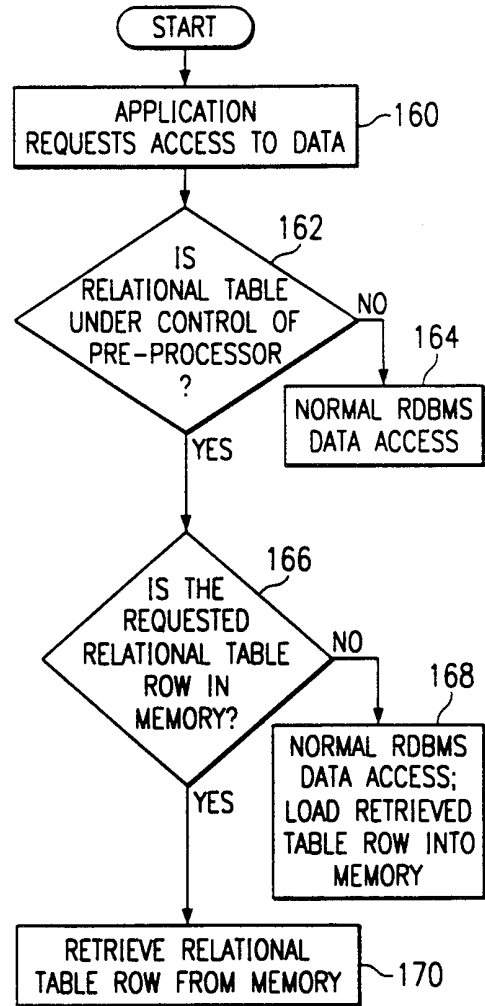 START
APPLICATION
REQUESTS ACCESS TO DATA
160
162
IS
RELATIONAL TABLE
UNDER CONTROL OF
PRE-PROCESSOR
?
NO
164
NORMAL RDBMS
DATA ACCESS
YES
166
IS THE
REQUESTED
RELATIONAL TABLE
ROW IN
MEMORY?
NO
168
NORMAL RDBMS
DATA ACCESS;
LOAD RETRIEVED
TABLE ROW INTO
MEMORY
YES
RETRIEVE RELATIONAL
TABLE ROW FROM MEMORY
170